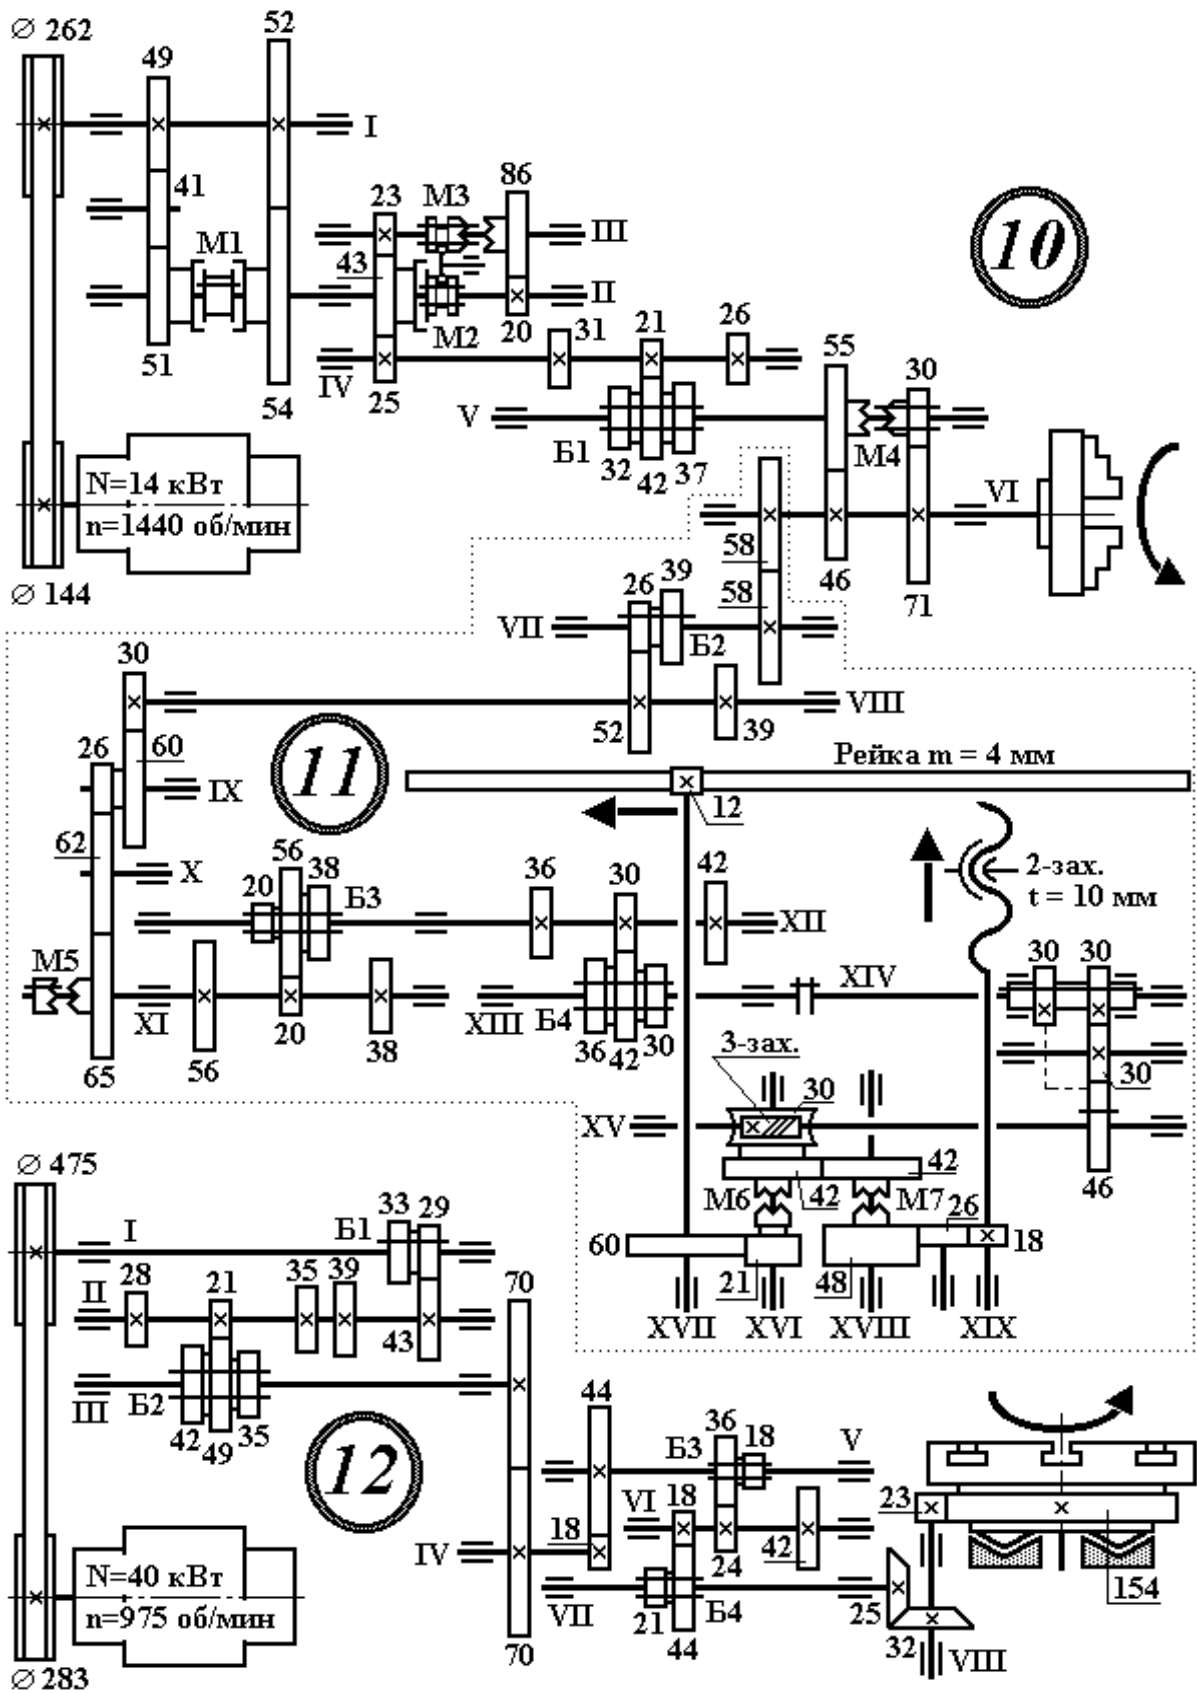 ∅ 262
52
49
I
41
M1
23
M3
86
III
43
II
M2
20
51
54
IV
25
31
21
26
55
30
V
Б1
32
42
37
M4
VI
10
N=14 кВт
n=1440 об/мин
∅ 144
58
58
46
71
26
39
VII
Б2
30
VIII
52
39
60
26
IX
11
Рейка m = 4 мм
12
62
X
56
38
20
Б3
36
30
42
XII
2-зах.
t = 10 мм
M5
XI
20
38
XIII
Б4
XIV
30
30
65
56
36
42
30
3-зах.
30
30
XV
42
42
46
M6
M7
26
60
21
48
18
XVII
XVI
XVIII
XIX
∅ 475
I
Б1
33
29
II
28
21
35
39
43
70
III
Б2
42
49
35
12
44
36
18
Б3
V
VI
18
18
IV
24
42
23
154
N=40 кВт
n=975 об/мин
VII
21
44
Б4
25
32
VIII
70
∅ 283